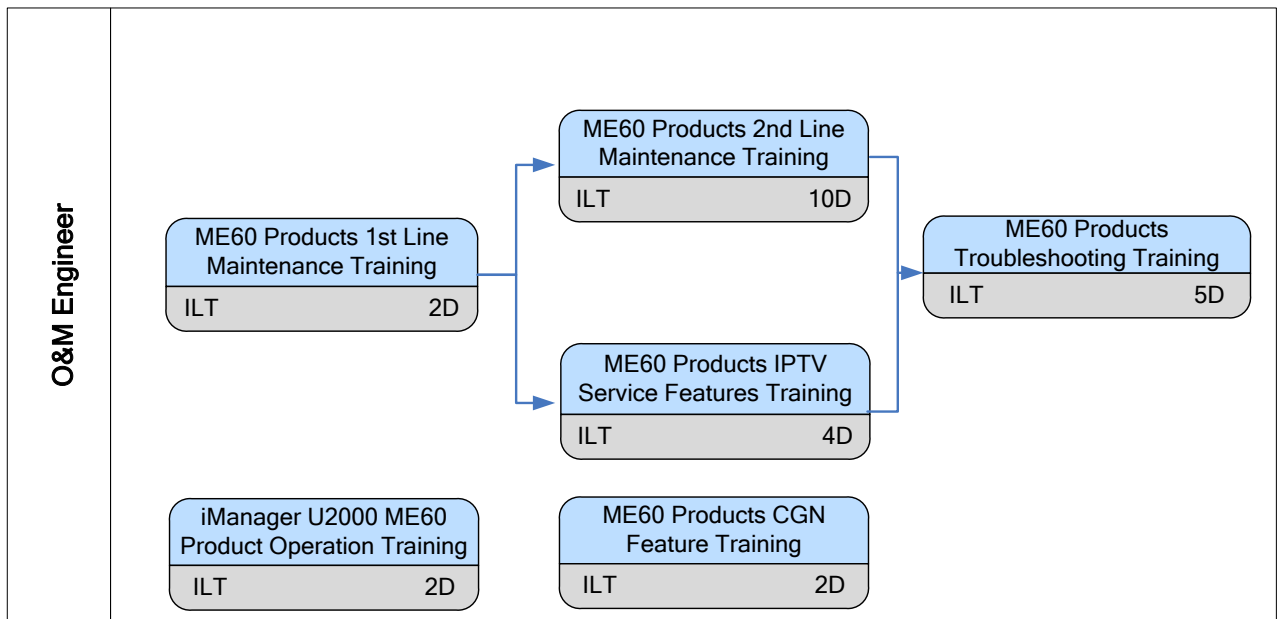 O&M Engineer
ME60 Products 1st Line
Maintenance Training
ILT 2D
ME60 Products 2nd Line
Maintenance Training
ILT 10D
ME60 Products IPTV
Service Features Training
ILT 4D
ME60 Products
Troubleshooting Training
ILT 5D
iManager U2000 ME60
Product Operation Training
ILT 2D
ME60 Products CGN
Feature Training
ILT 2D